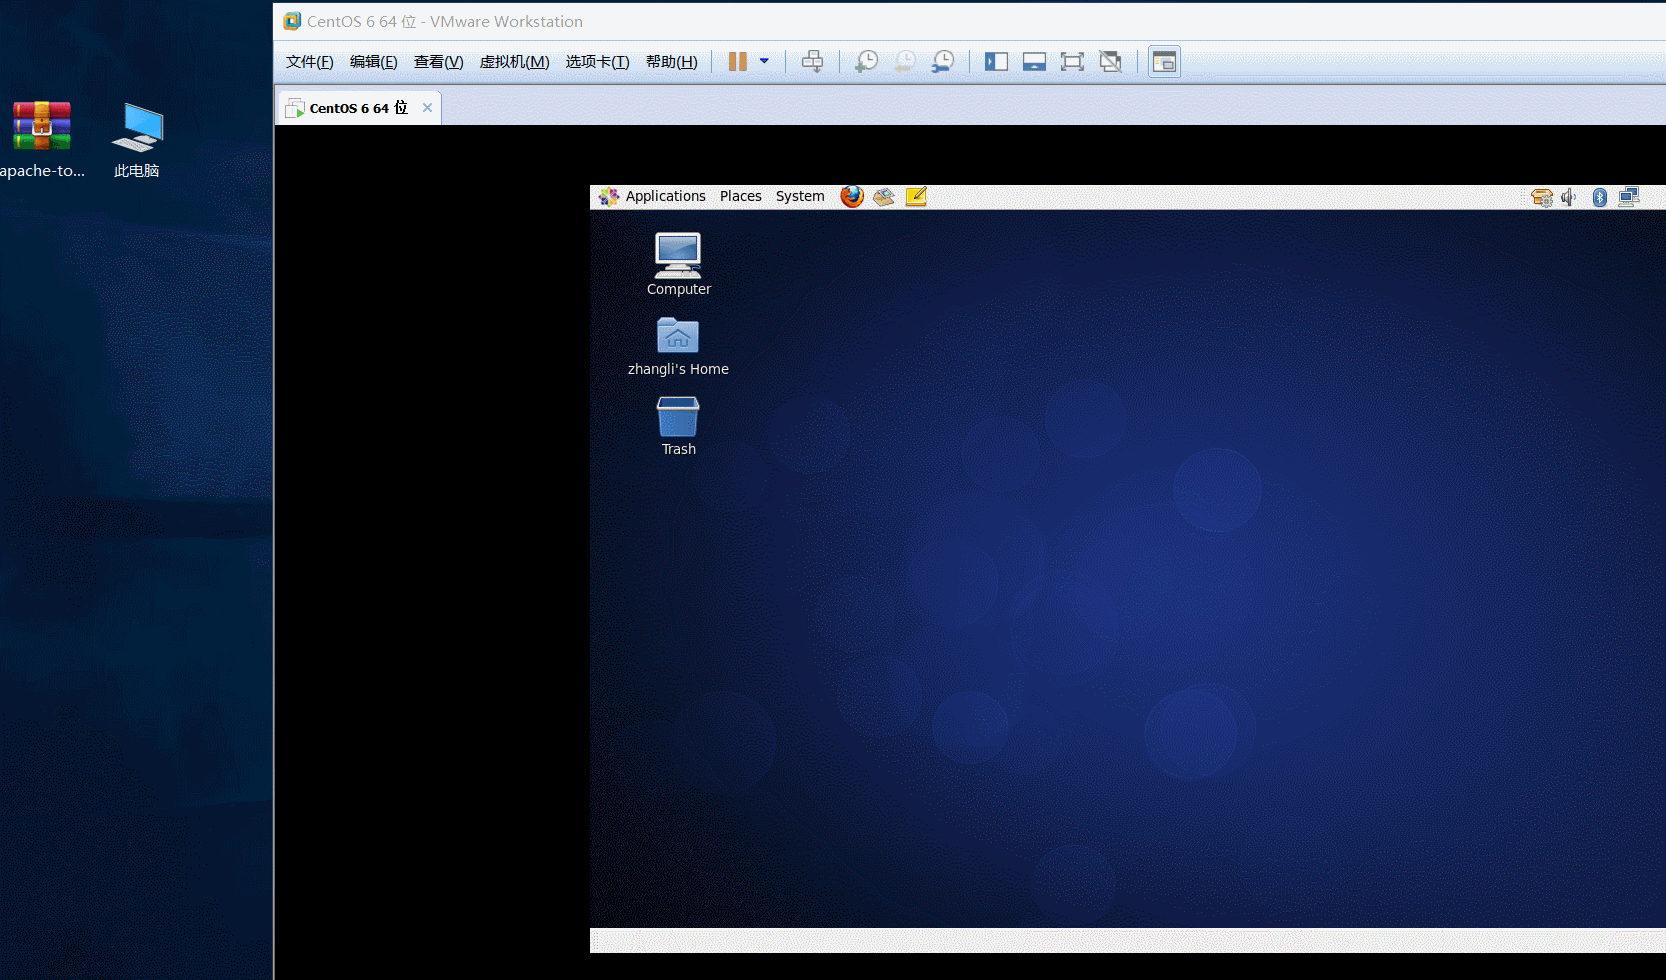 CentOS 6 64 位 - VMware Workstation
文件(F) 编辑(E) 查看(V) 虚拟机(M) 选项卡(T) 帮助(H)
CentOS 6 64 位
apache-to...
此电脑
Applications Places System
Computer
zhangli's Home
Trash